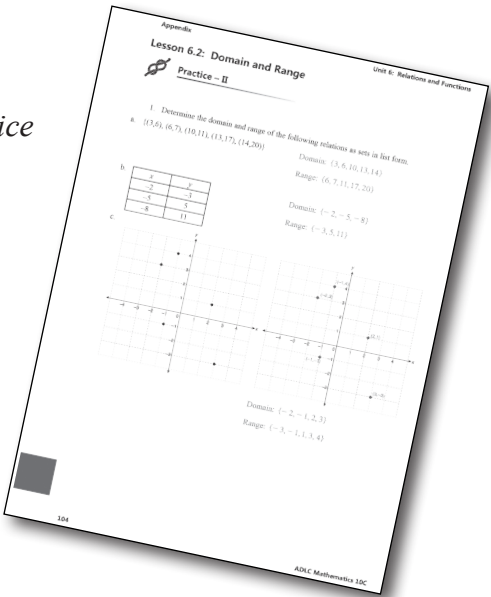 ice
Appendix
Unit 6: Relations and Functions
Lesson 6.2: Domain and Range
Practice – II
1. Determine the domain and range of the following relations as sets in list form.
a. {(3,6), (6,7), (10,11), (13,17), (14,20)}
Domain: {3, 6, 10, 13, 14}
Range: {6, 7, 11, 17, 20}
b.
x y
−2 −3
−5 5
−8 11
Domain: {−2, −5, −8}
Range: {−3, 5, 11}
c.
Domain: {−2, −1, 2, 3}
Range: {−3, −1, 1, 3, 4}
104
ADLC Mathematics 10C